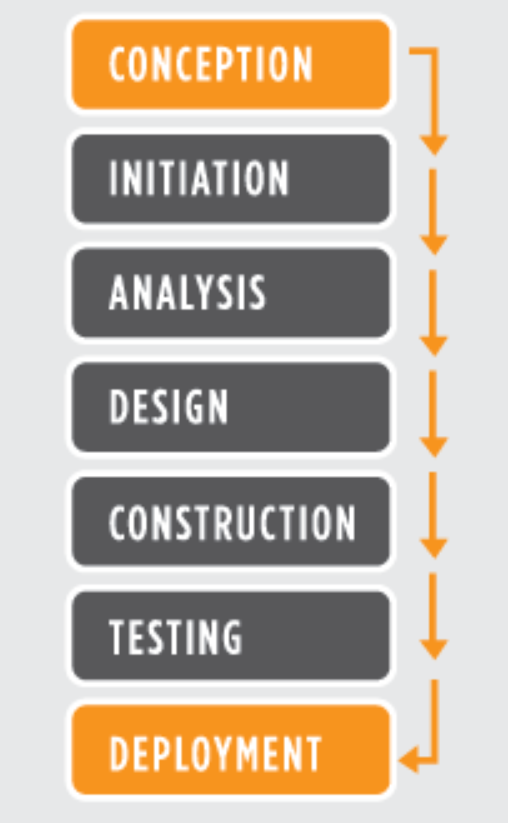 CONCEPTION
INITIATION
ANALYSIS
DESIGN
CONSTRUCTION
TESTING
DEPLOYMENT